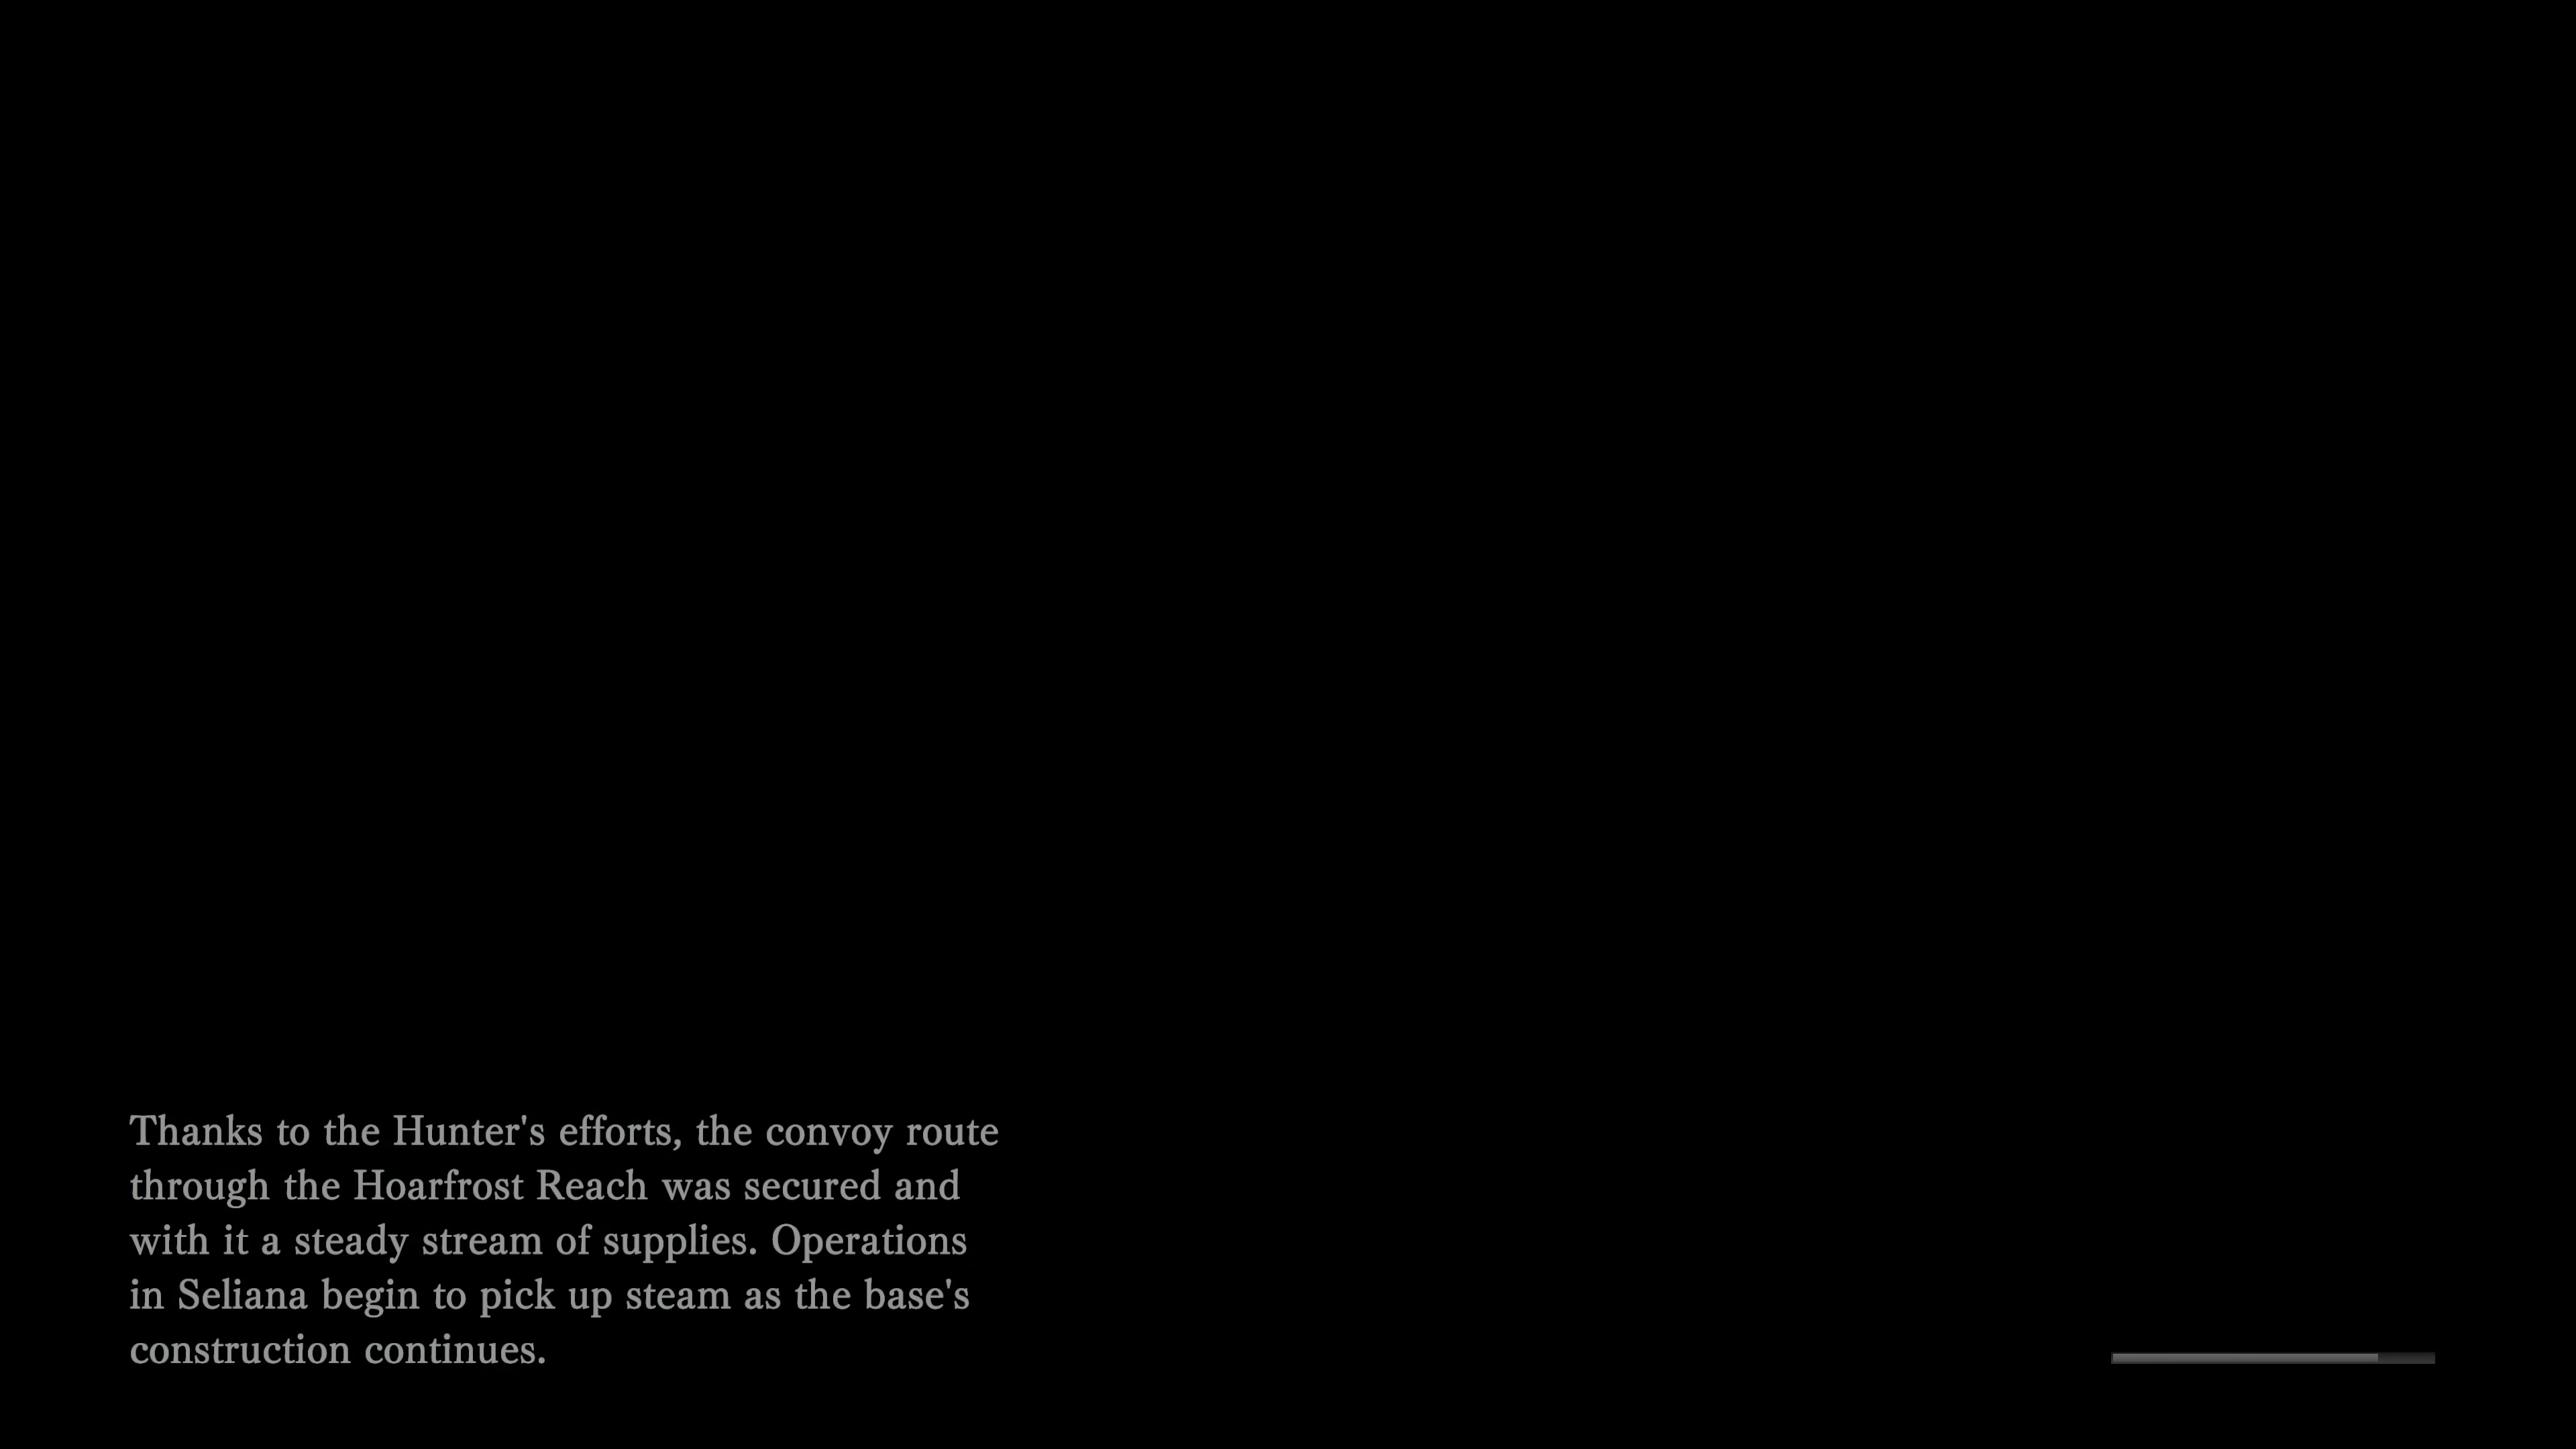 Thanks to the Hunter's efforts, the convoy route
through the Hoarfrost Reach was secured and
with it a steady stream of supplies. Operations
in Seliana begin to pick up steam as the base's
construction continues.